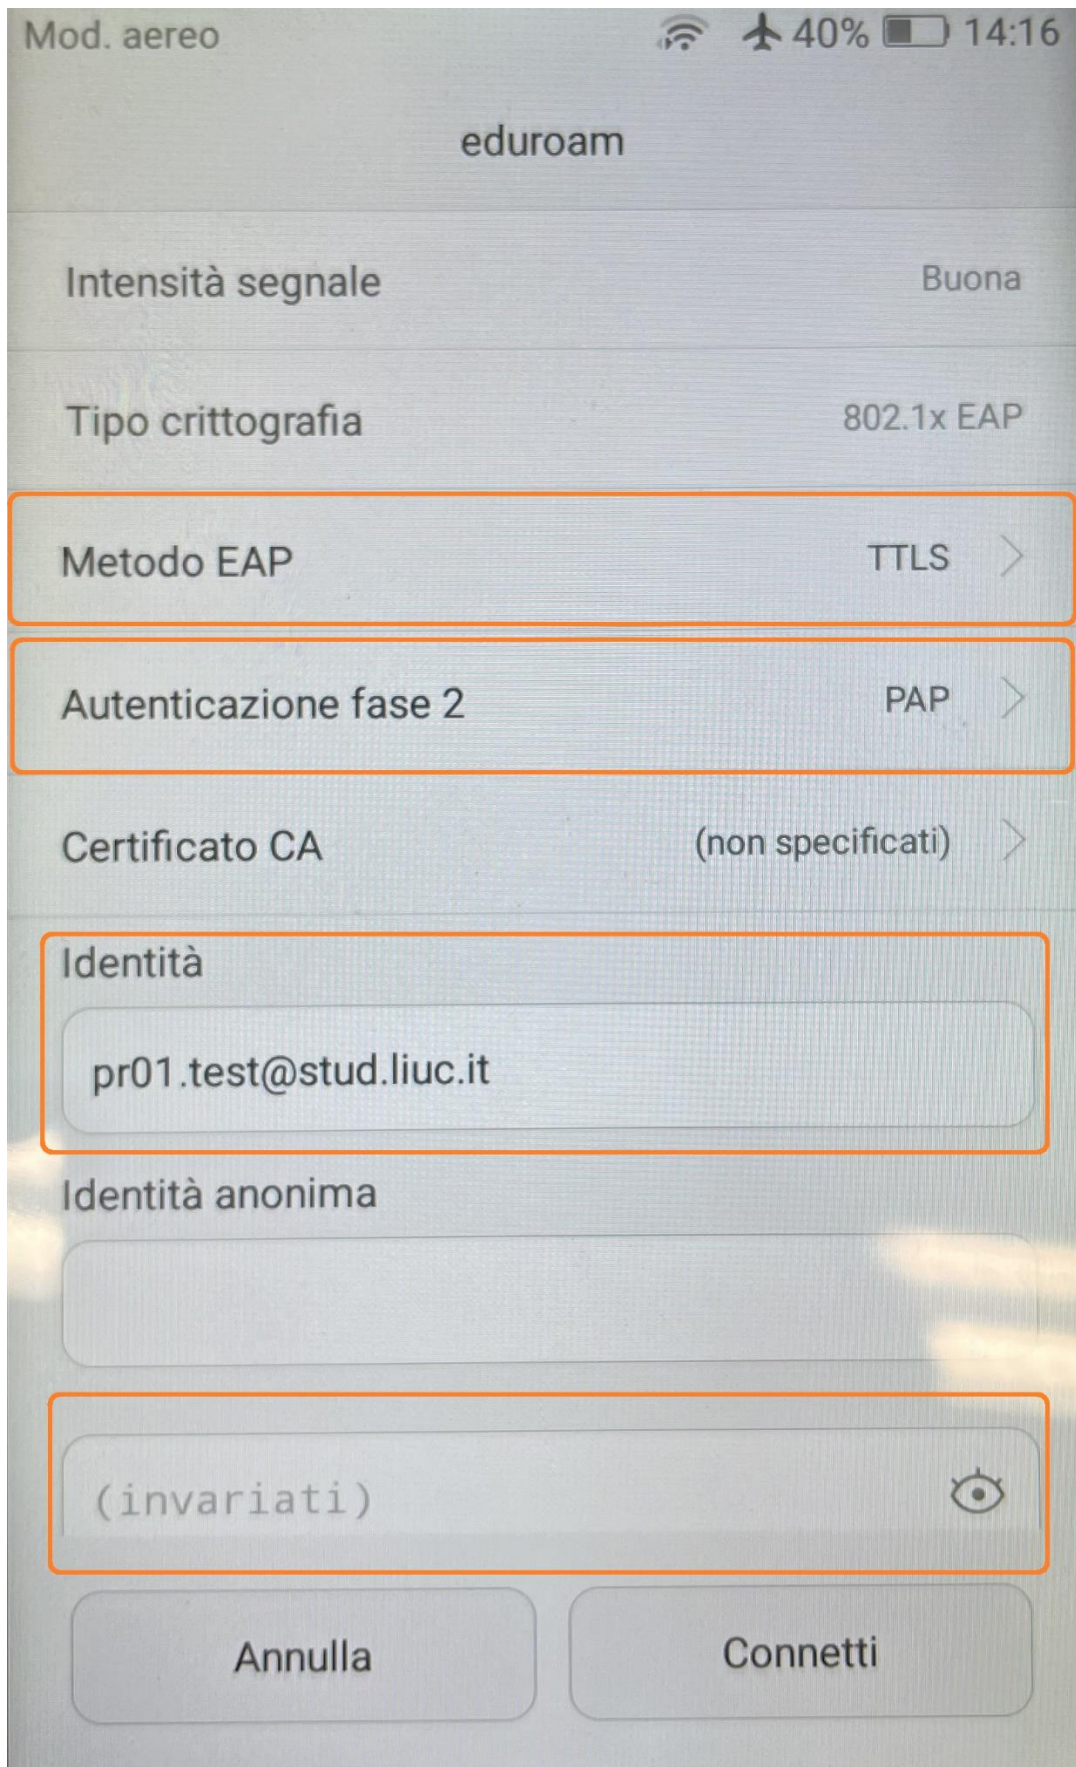 Mod. aereo 40% 14:16
eduroam
Intensità segnale Buona
Tipo crittografia 802.1x EAP
Metodo EAP TTLS
Autenticazione fase 2 PAP
Certificato CA (non specificati)
Identità
pr01.test@stud.liuc.it
Identità anonima
(invariati)
Annulla Connetti